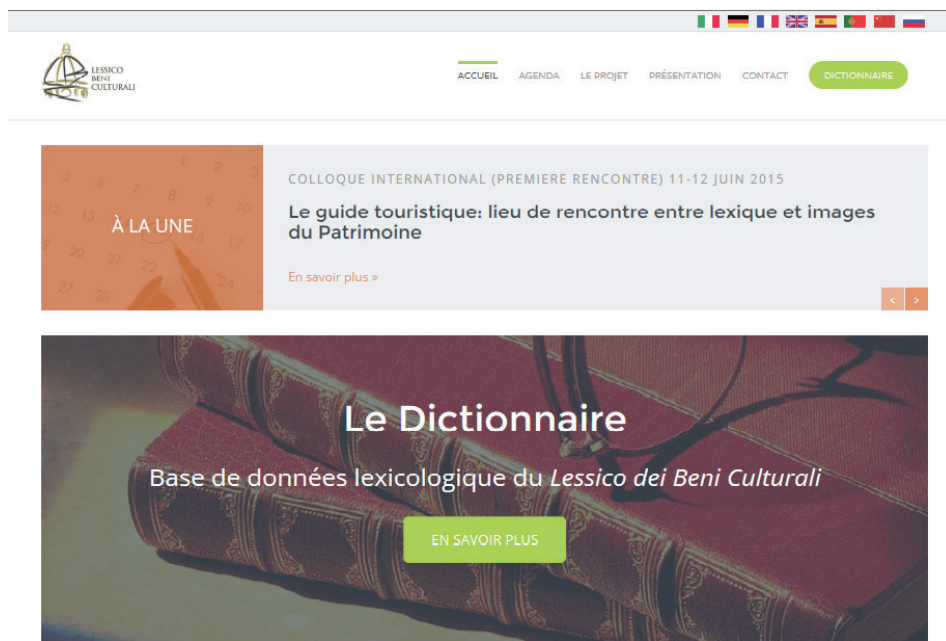 LESSICO
BENI
CULTURALI
ACCUEIL AGENDA LE PROJET PRÉSENTATION CONTACT DICTIONNAIRE
À LA UNE
COLLOQUE INTERNATIONAL (PREMIERE RENCONTRE) 11-12 JUIN 2015
Le guide touristique: lieu de rencontre entre lexique et images
du Patrimoine
En savoir plus »
< >
Le Dictionnaire
Base de données lexicologique du Lessico dei Beni Culturali
EN SAVOIR PLUS